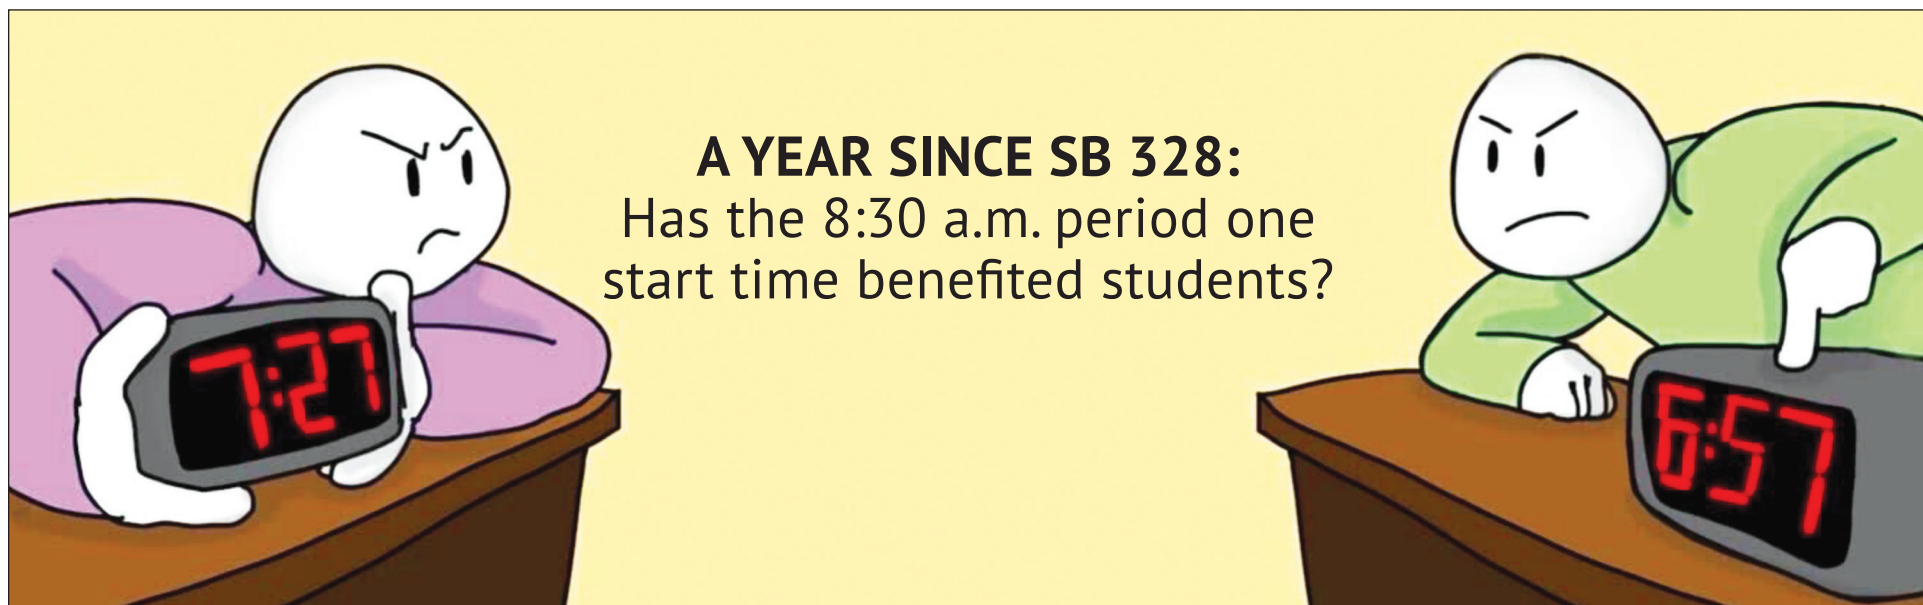 A YEAR SINCE SB 328:
Has the 8:30 a.m. period one
start time benefited students?
7:27
6:57